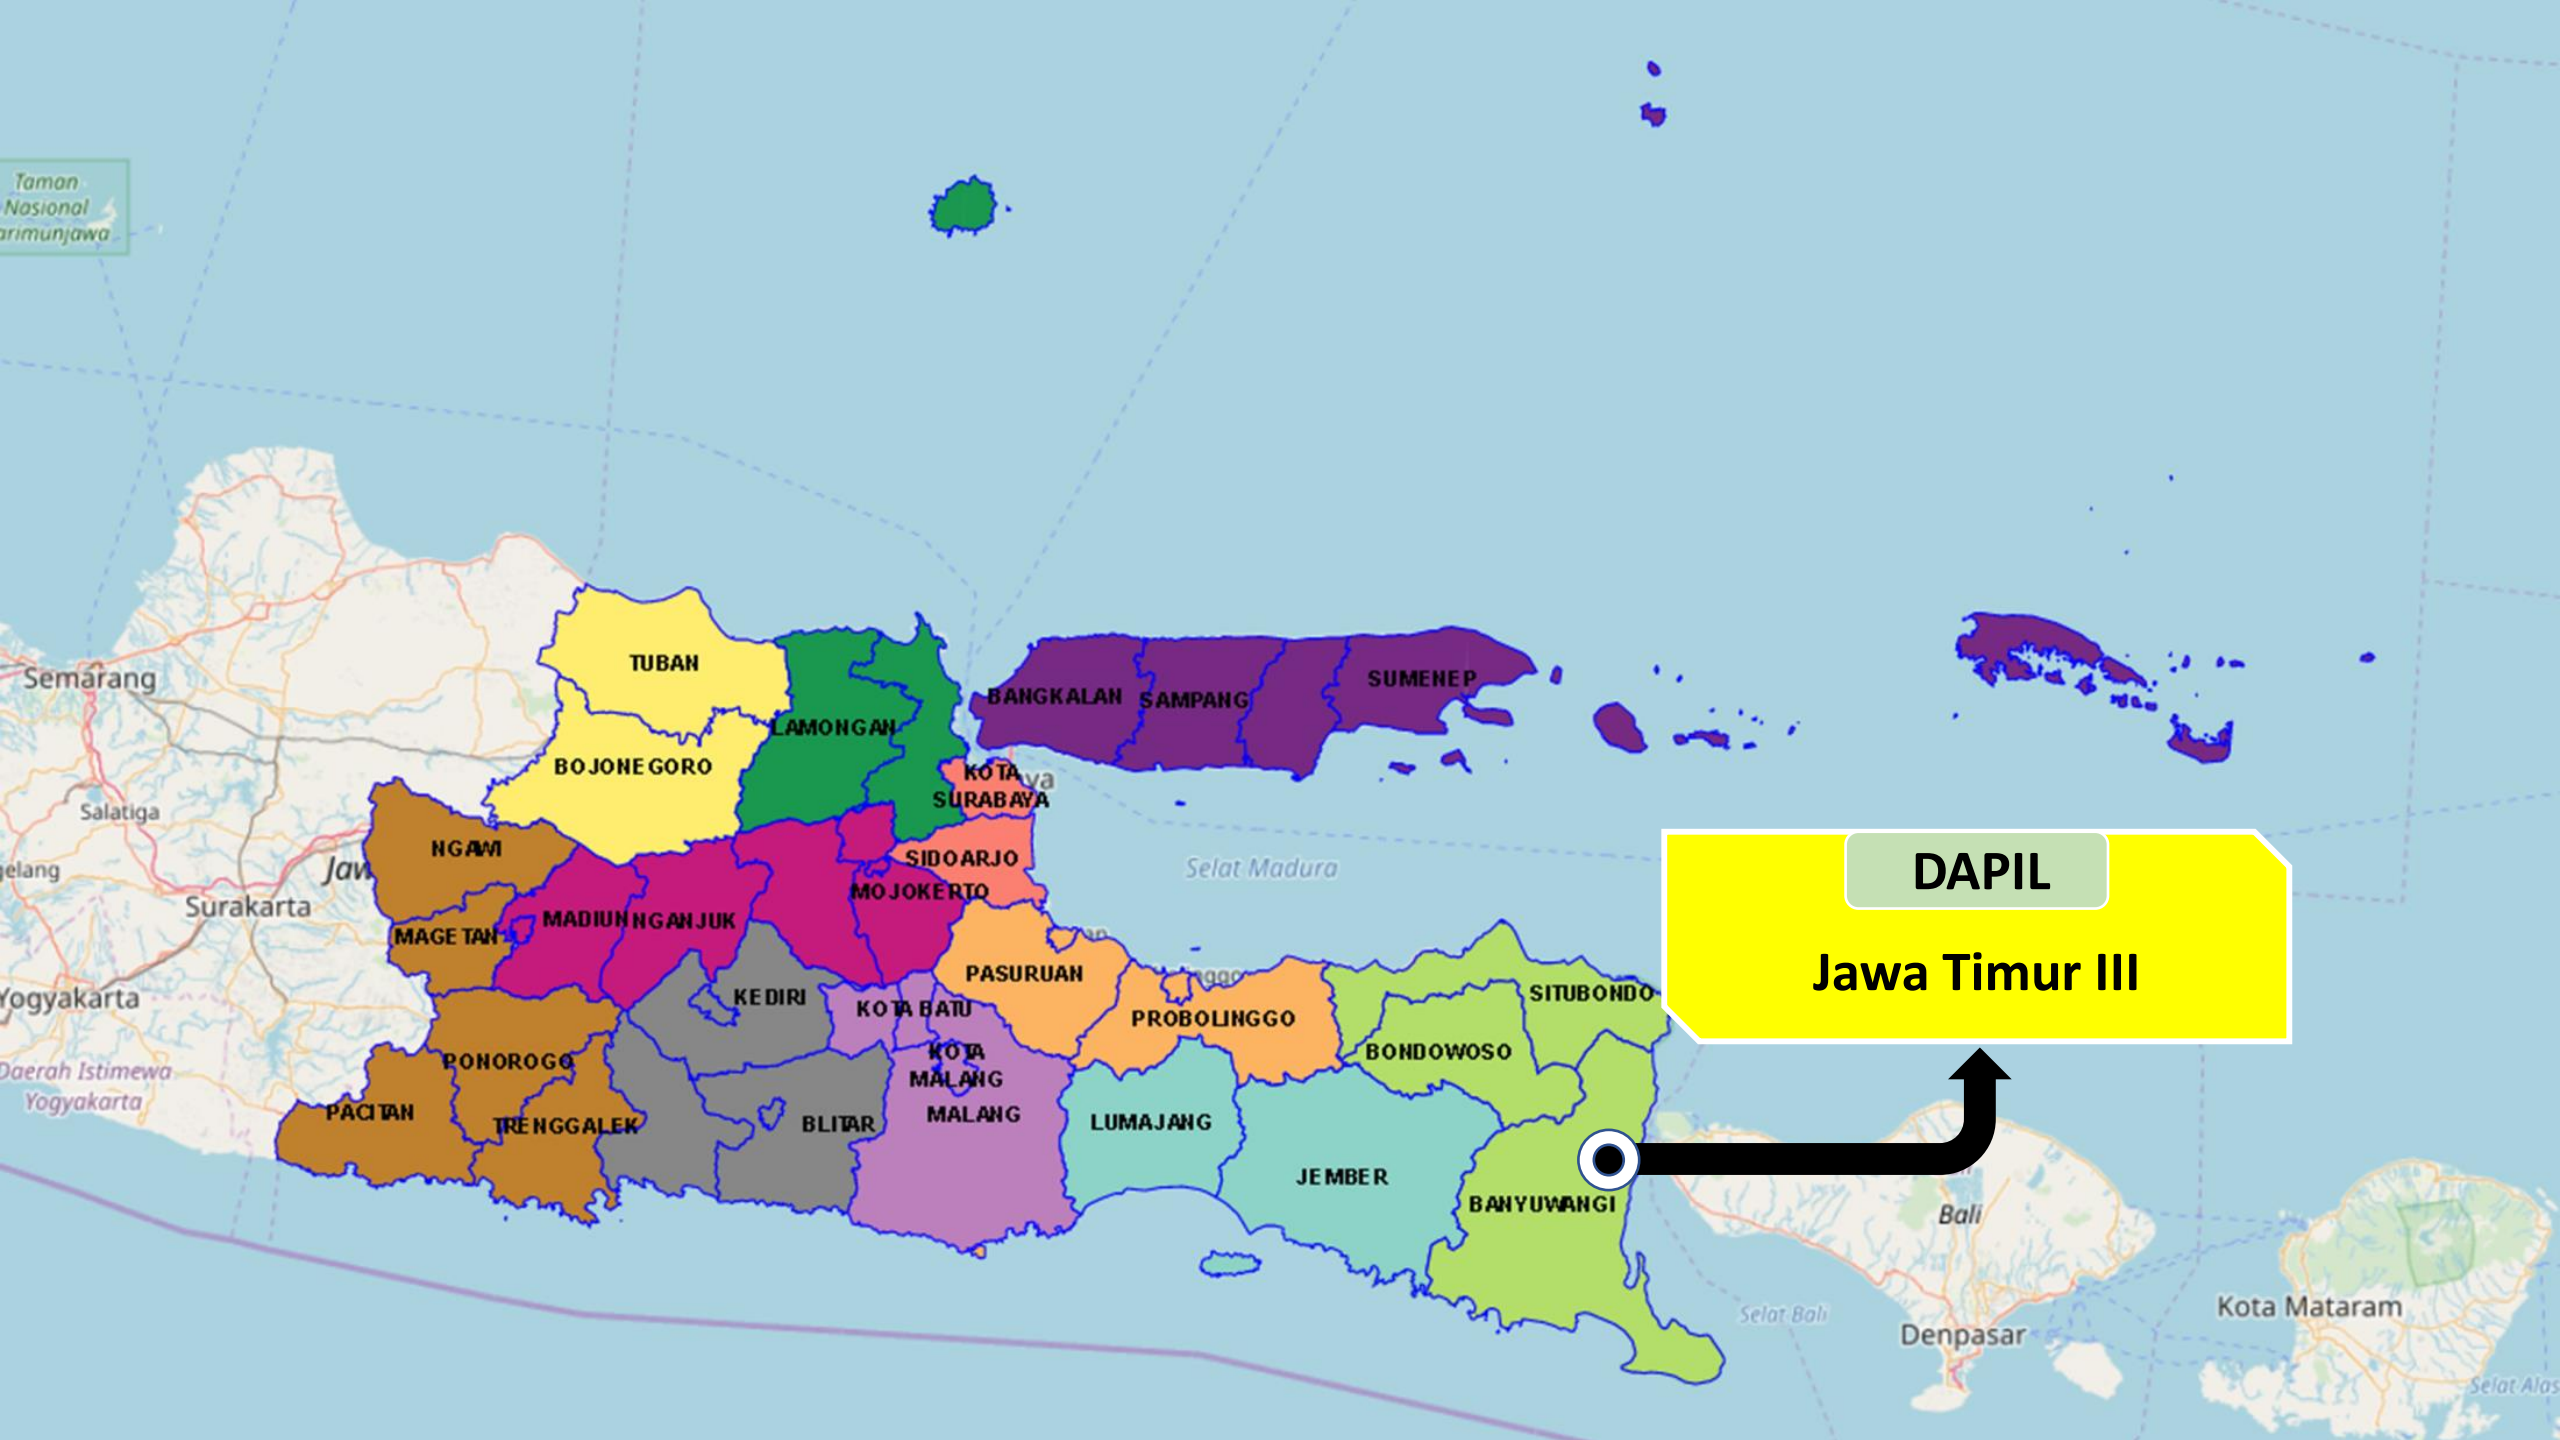 Taman
Nasional
arimunjawa
TUBAN
Semarang
BANGKALAN
SAMPANG
SUMENEP
LAMONGAN
BOJONEGORO
KOTA
SURABAYA
Salatiga
NGAWI
SIDOARJO
Selat Madura
DAPIL
Jawa Timur III
Jaw
elang
Surakarta
MOJOKERTO
MADIUN
NGANJUK
MAGETAN
PASURUAN
Yogyakarta
KEDIRI
KOTA BATU
PROBOLINGGO
SITUBONDO
BONDOWOSO
KOTA
MALANG
PONOROGO
Daerah Istimewa
Yogyakarta
PACITAN
TRENGGALEK
BLITAR
MALANG
LUMAJANG
JEMBER
BANYUWANGI
Bali
Selat Bali
Denpasar
Kota Mataram
Selat Alas